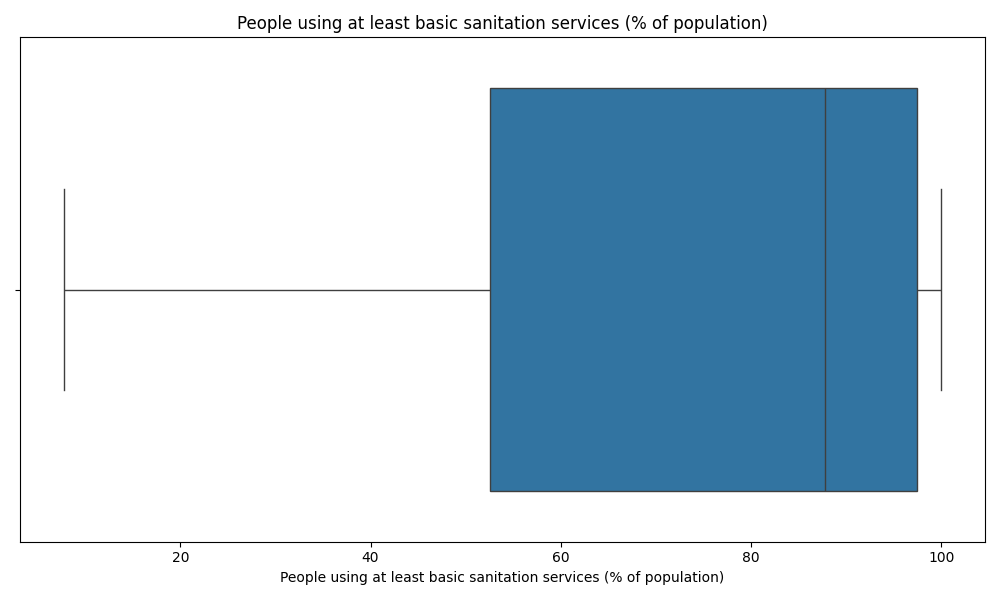 People using at least basic sanitation services (% of population)
20 40 60 80 100
People using at least basic sanitation services (% of population)